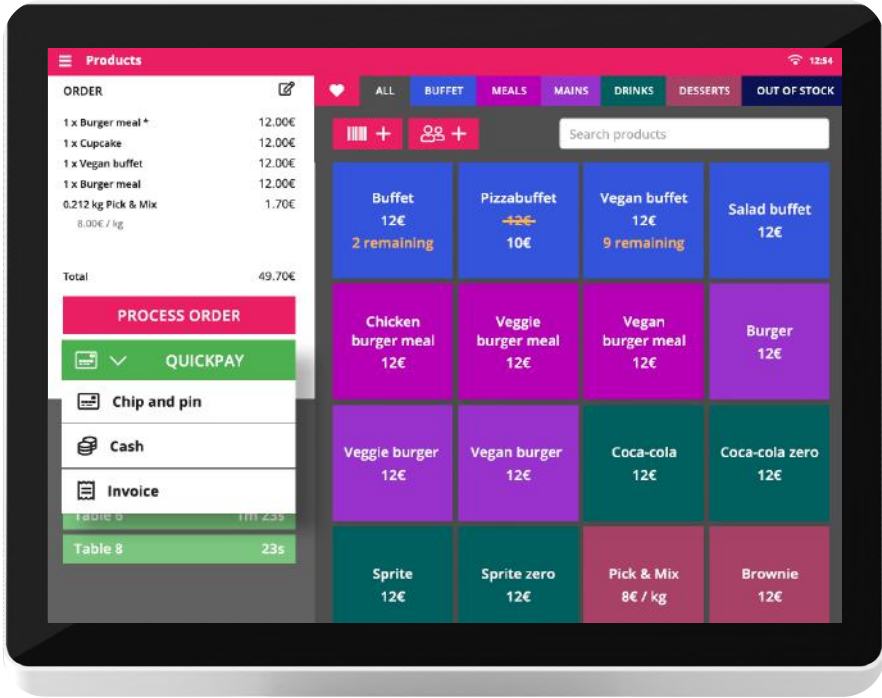 Products
12:54
ORDER
1 x Burger meal * 12.00€
1 x Cupcake 12.00€
1 x Vegan buffet 12.00€
1 x Burger meal 12.00€
0.212 kg Pick & Mix 1.70€
8.00€ / kg
Total 49.70€
PROCESS ORDER
QUICKPAY
Chip and pin
Cash
Invoice
Table 6 1m 23s
Table 8 23s
ALL BUFFET MEALS MAINS DRINKS DESSERTS OUT OF STOCK
Search products
Buffet
12€
2 remaining
Pizzabuffet
12€
10€
Vegan buffet
12€
9 remaining
Salad buffet
12€
Chicken
burger meal
12€
Veggie
burger meal
12€
Vegan
burger meal
12€
Burger
12€
Veggie burger
12€
Vegan burger
12€
Coca-cola
12€
Coca-cola zero
12€
Sprite
12€
Sprite zero
12€
Pick & Mix
8€ / kg
Brownie
12€